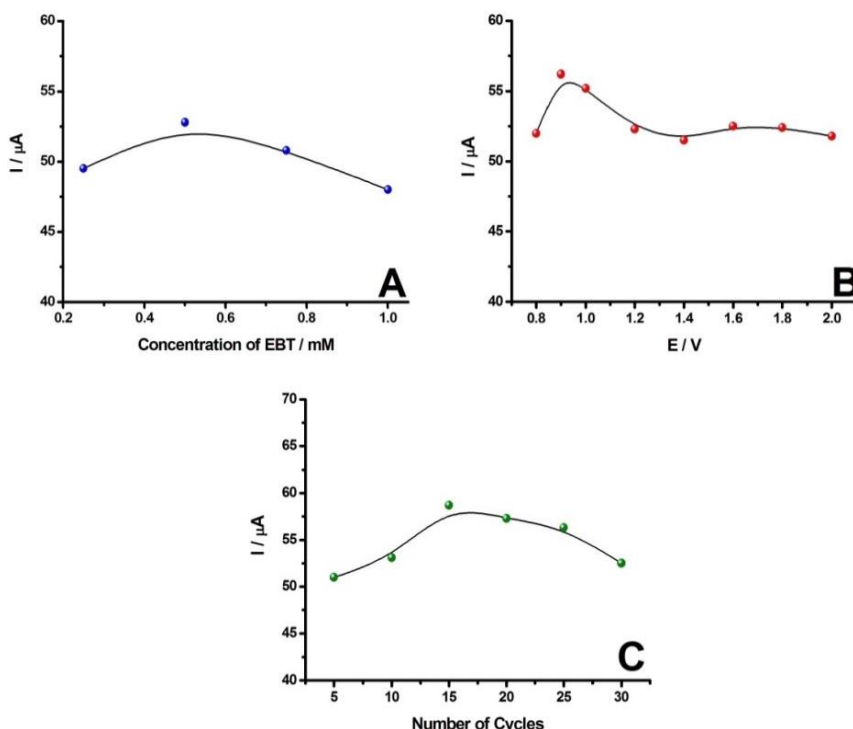 60
55
50
45
40
I / μA
0.2 0.4 0.6 0.8 1.0
Concentration of EBT / mM
A
60
55
50
45
40
I / μA
0.8 1.0 1.2 1.4 1.6 1.8 2.0
E / V
B
70
65
60
55
50
45
40
I / μA
5 10 15 20 25 30
Number of Cycles
C